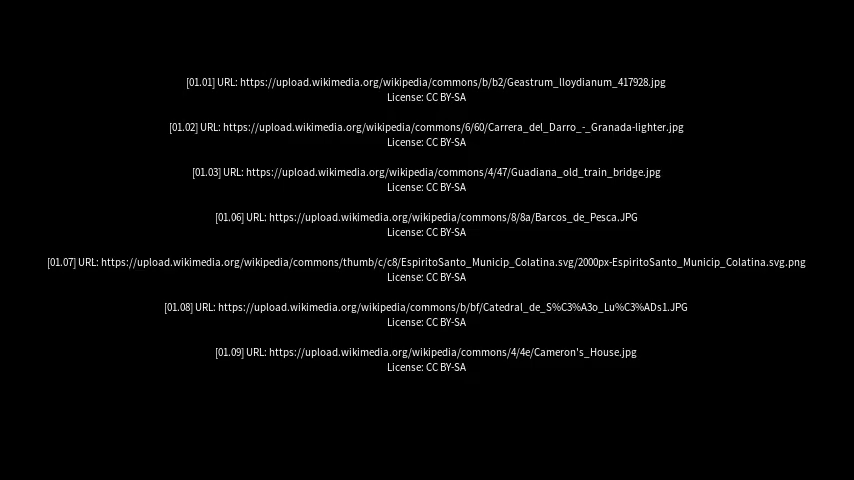 [01.01] URL: https://upload.wikimedia.org/wikipedia/commons/b/b2/Geastrum_lloydianum_417928.jpg
License: CC BY-SA
[01.02] URL: https://upload.wikimedia.org/wikipedia/commons/6/60/Carrera_del_Darro_-_Granada-lighter.jpg
License: CC BY-SA
[01.03] URL: https://upload.wikimedia.org/wikipedia/commons/4/47/Guadiana_old_train_bridge.jpg
License: CC BY-SA
[01.06] URL: https://upload.wikimedia.org/wikipedia/commons/8/8a/Barcos_de_Pesca.JPG
License: CC BY-SA
[01.07] URL: https://upload.wikimedia.org/wikipedia/commons/thumb/c/c8/EspiritoSanto_Municip_Colatina.svg/2000px-EspiritoSanto_Municip_Colatina.svg.png
License: CC BY-SA
[01.08] URL: https://upload.wikimedia.org/wikipedia/commons/b/bf/Catedral_de_S%C3%A3o_Lu%C3%ADs1.JPG
License: CC BY-SA
[01.09] URL: https://upload.wikimedia.org/wikipedia/commons/4/4e/Cameron's_House.jpg
License: CC BY-SA